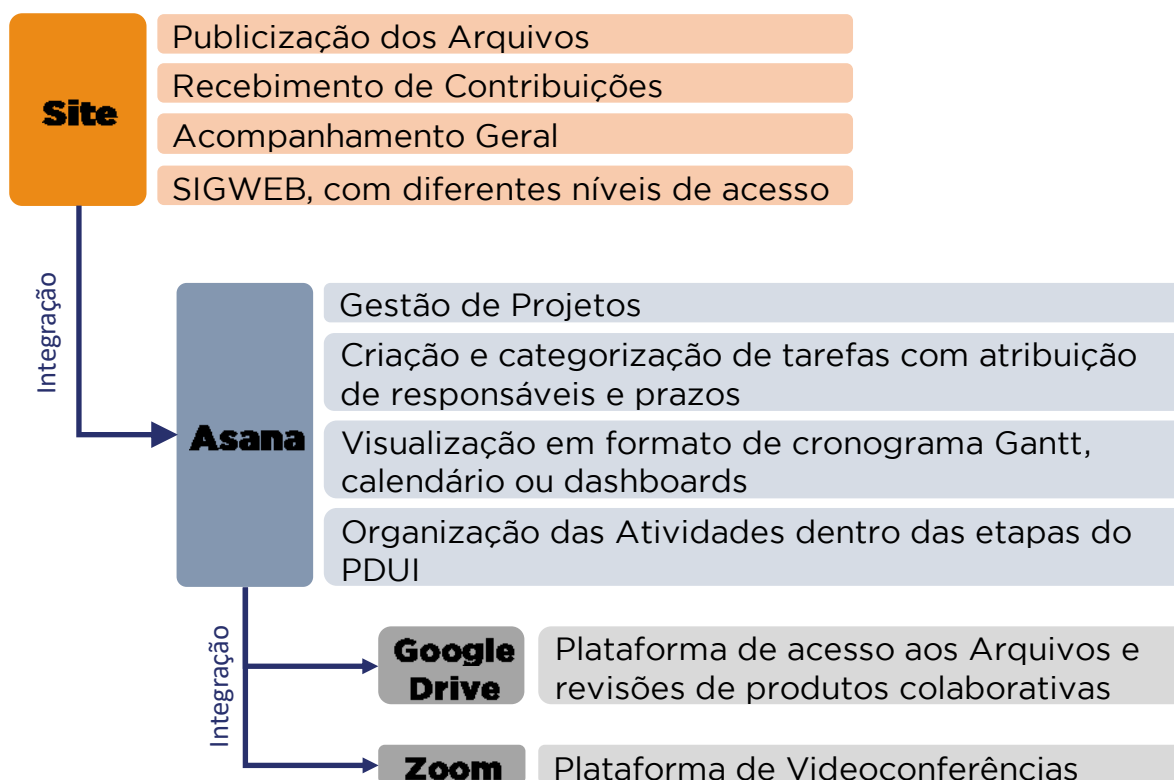 Site
Publicização dos Arquivos
Recebimento de Contribuições
Acompanhamento Geral
SIGWEB, com diferentes níveis de acesso
Integração
Asana
Gestão de Projetos
Criação e categorização de tarefas com atribuição
de responsáveis e prazos
Visualização em formato de cronograma Gantt,
calendário ou dashboards
Organização das Atividades dentro das etapas do
PDUI
Integração
Google
Drive
Plataforma de acesso aos Arquivos e
revisões de produtos colaborativas
Zoom
Plataforma de Videoconferências